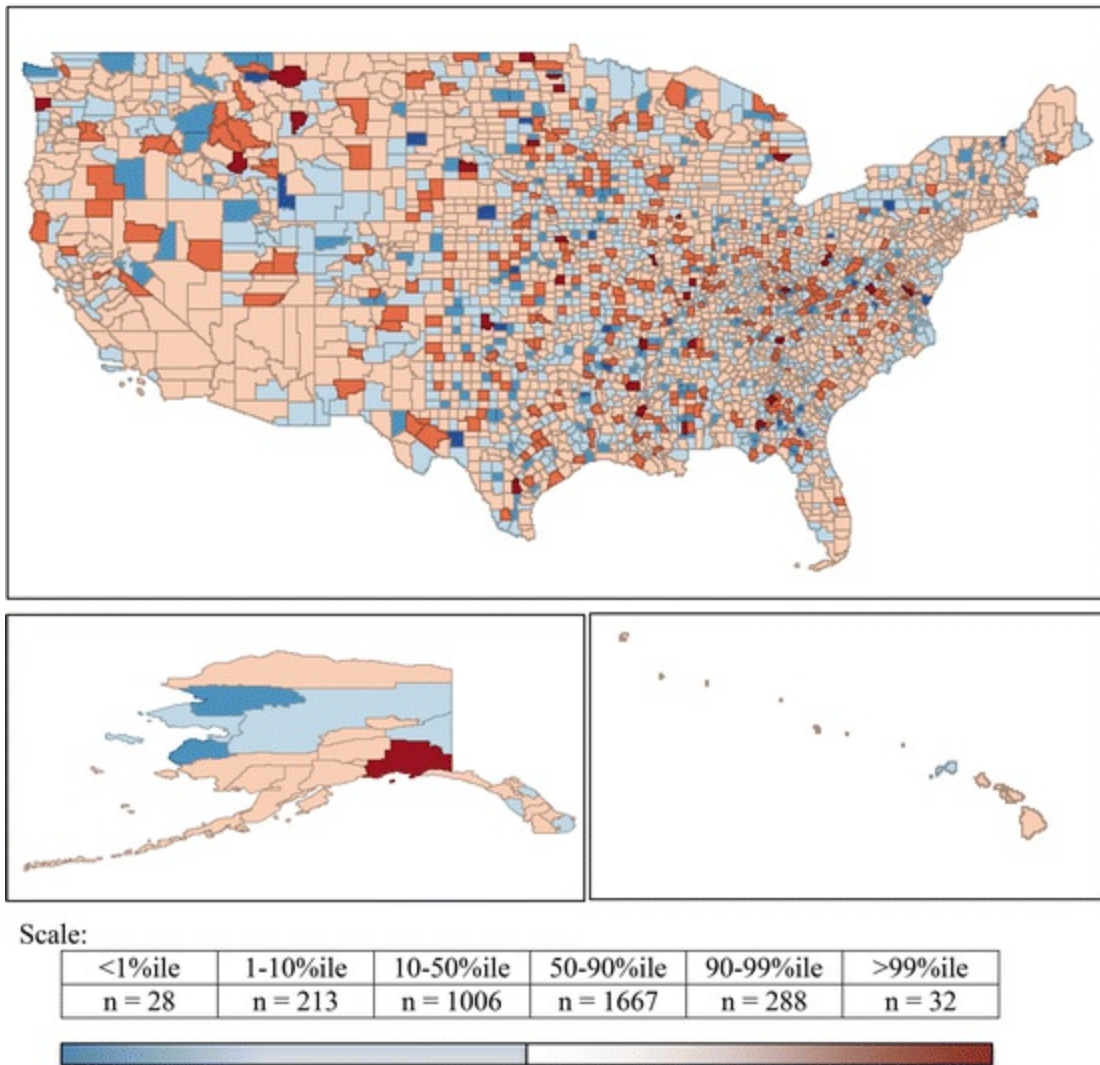 Scale:
<1%ile 1-10%ile 10-50%ile 50-90%ile 90-99%ile >99%ile
n = 28 n = 213 n = 1006 n = 1667 n = 288 n = 32